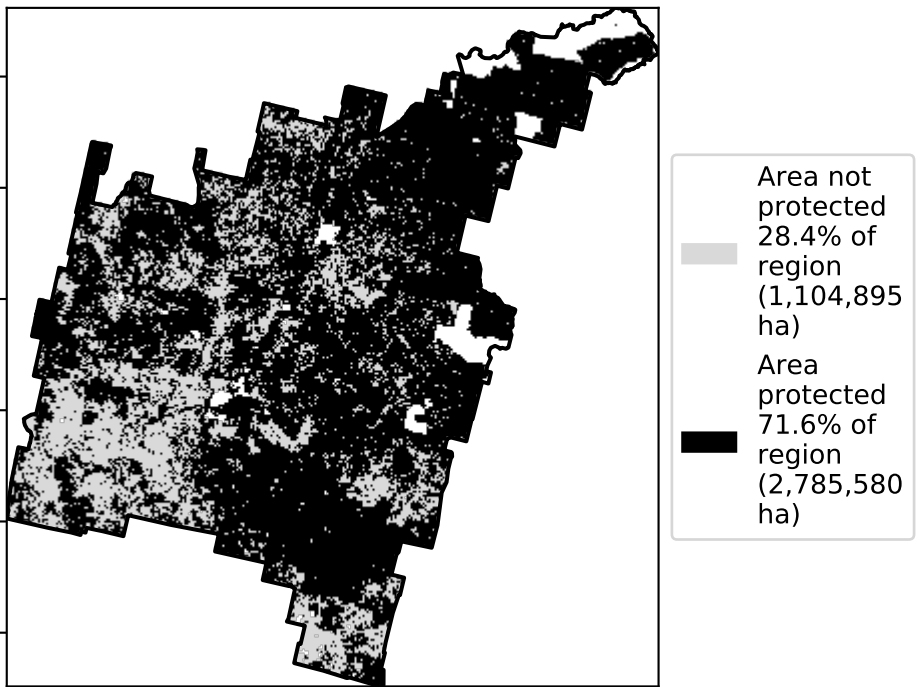 Area not
protected
28.4% of
region
(1,104,895
ha)
Area
protected
71.6% of
region
(2,785,580
ha)